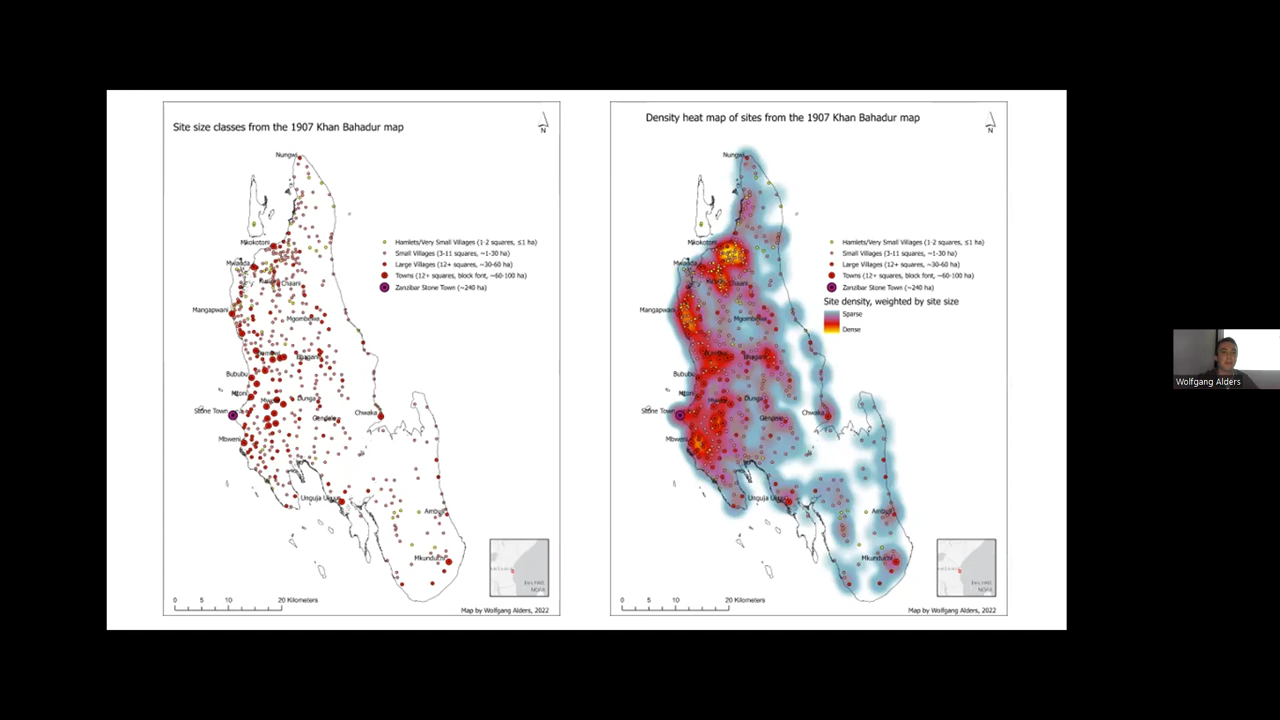 Site size classes from the 1907 Khan Bahadur map
N
Nungwi
Mkokotoni
Mwanda
Chaani
Mangapwani
Mgombelwa
Bububu
Mtoni
Dunga
Stone Town
Chwaka
Mbweni
Unguja Ukuu
Hamlets/Very Small Villages (1-2 squares, ≤1 ha)
Small Villages (3-11 squares, ~1-30 ha)
Large Villages (12+ squares, ~30-60 ha)
Towns (12+ squares, block font, ~60-100 ha)
Zanzibar Stone Town (~240 ha)
0 5 10 20 Kilometers
Map by Wolfgang Alders, 2022
Density heat map of sites from the 1907 Khan Bahadur map
N
Nungwi
Mkokotoni
Chaani
Mangapwani
Bubufu
Dunga
Stone Town
Chwaka
Mbweni
Unguja Ukuu
Hamlets/Very Small Villages (1-2 squares, ≤1 ha)
Small Villages (3-11 squares, ~1-30 ha)
Large Villages (12+ squares, ~30-60 ha)
Towns (12+ squares, block font, ~60-100 ha)
Zanzibar Stone Town (~240 ha)
Site density, weighted by site size
Sparse
Dense
0 5 10 20 Kilometers
Map by Wolfgang Alders, 2022
Wolfgang Alders